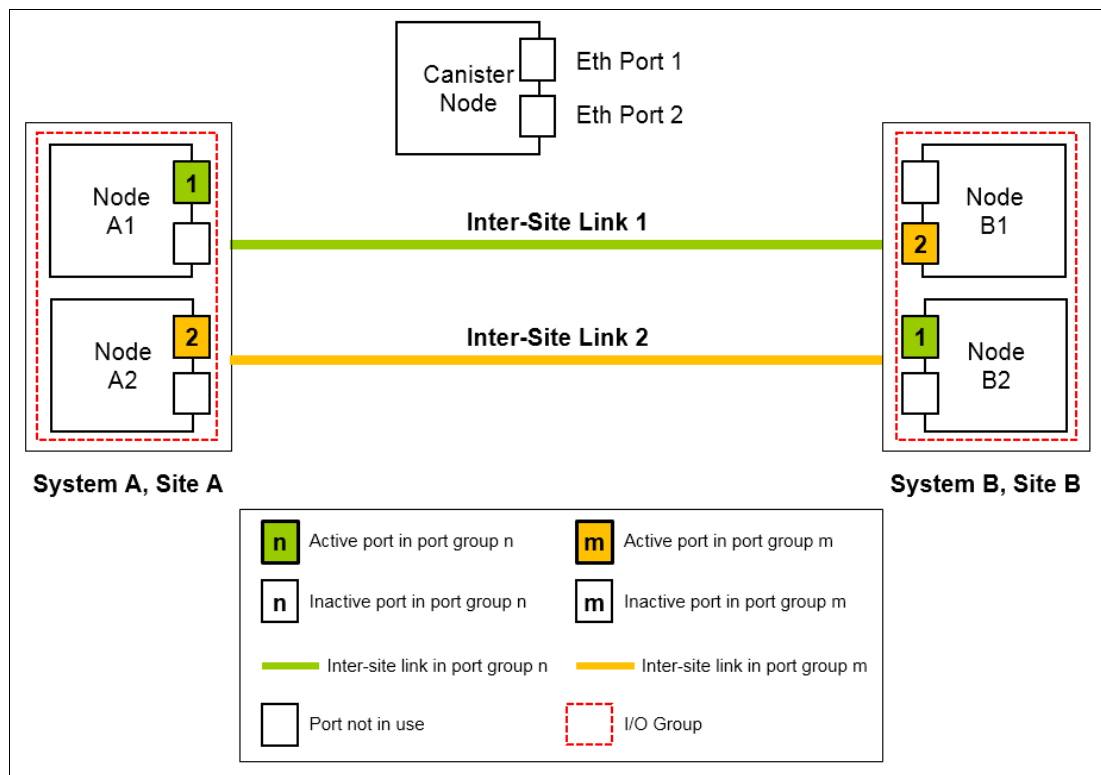 Canister
Node
Eth Port 1
Eth Port 2
Node
A1
1
Node
A2
2
Inter-Site Link 1
Inter-Site Link 2
2
Node
B1
1
Node
B2
System A, Site A
System B, Site B
n Active port in port group n
m Active port in port group m
n Inactive port in port group n
m Inactive port in port group m
Inter-site link in port group n
Inter-site link in port group m
Port not in use
I/O Group